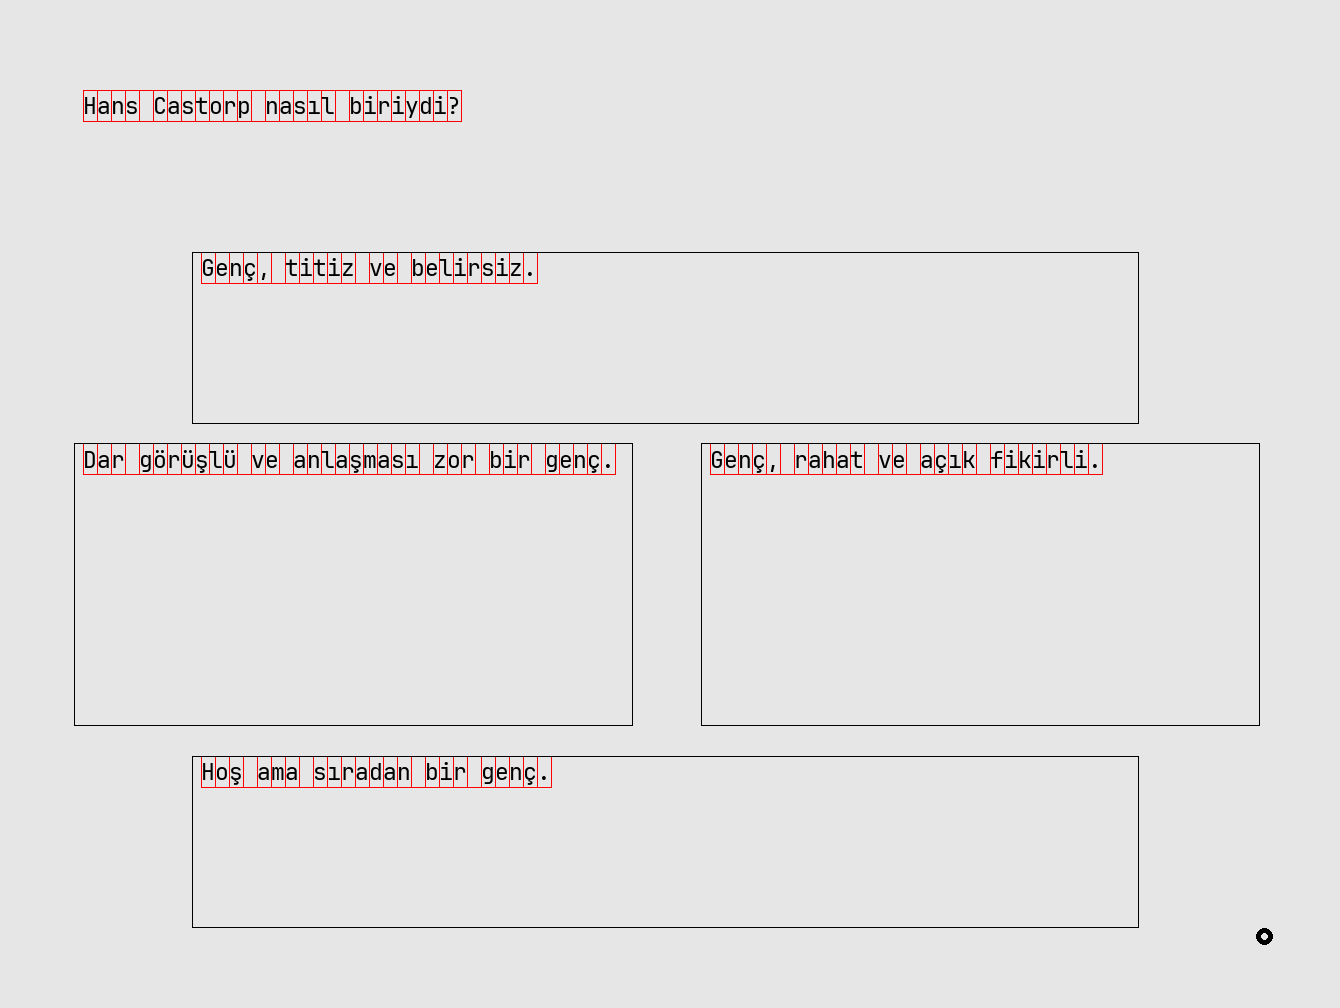 Hans Castorp nasıl biriydi?
Genç, titiz ve belirsiz.
Dar görüşlü ve anlaşması zor bir genç.
Genç, rahat ve açık fikirli.
Hoş ama sıradan bir genç.